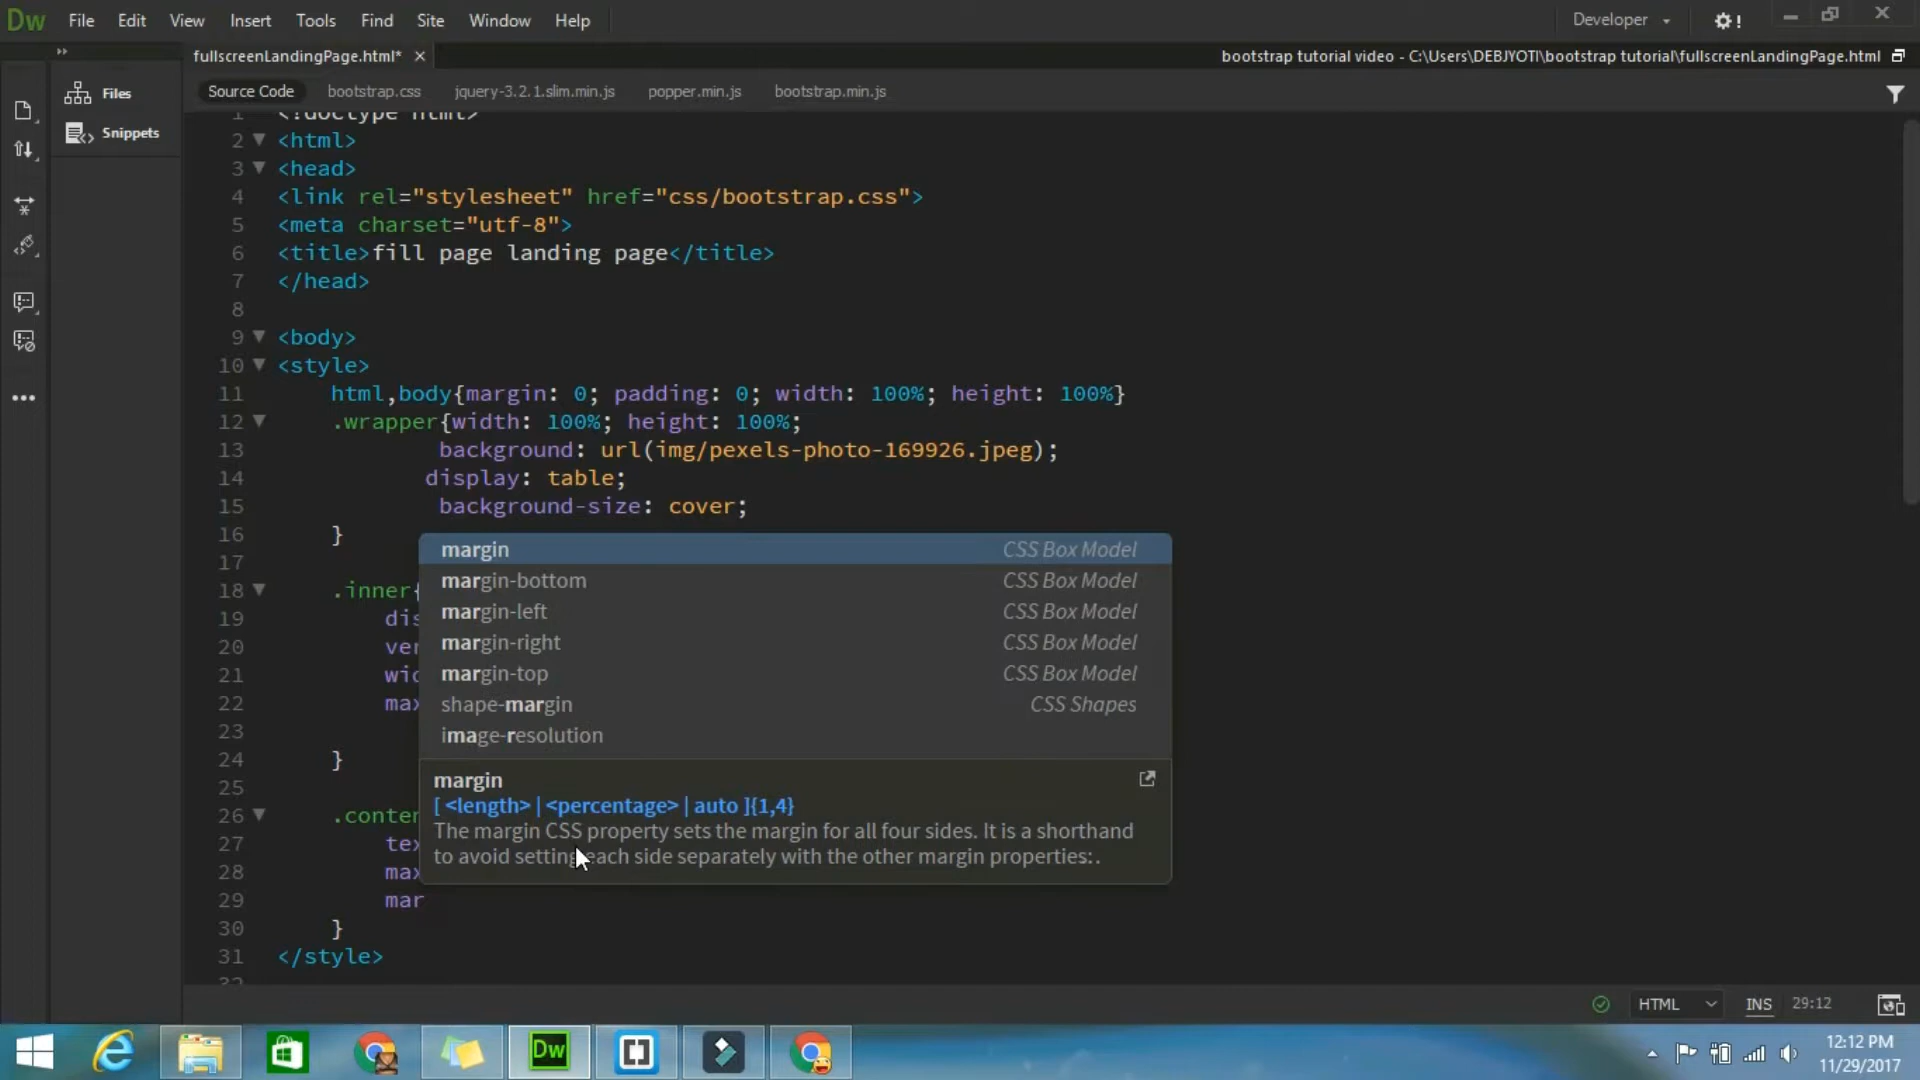 Dw File Edit View Insert Tools Find Site Window Help Developer !
fullscreenLandingPage.html* bootstrap tutorial video - C:\Users\DEBJYOTI\bootstrap tutorial\fullscreenLandingPage.html
Source Code bootstrap.css jquery-3.2.1.slim.min.js popper.min.js bootstrap.min.js
Files
Snippets
1 <!doctype html>
2 <html>
3 <head>
4 <link rel="stylesheet" href="css/bootstrap.css">
5 <meta charset="utf-8">
6 <title>fill page landing page</title>
7 </head>
8
9 <body>
10 <style>
11 html,body{margin: 0; padding: 0; width: 100%; height: 100%}
12 .wrapper{width: 100%; height: 100%;
13 background: url(img/pexels-photo-169926.jpeg);
14 display: table;
15 background-size: cover;
16 }
17
18 .inner{
19 dis
20 ver
21 wid
22 max
23
24 }
25
26 .conten
27 tex
28 max
29 mar
30 }
31 </style>
32
margin CSS Box Model
margin-bottom CSS Box Model
margin-left CSS Box Model
margin-right CSS Box Model
margin-top CSS Box Model
shape-margin CSS Shapes
image-resolution
margin
[ <length> | <percentage> | auto ]{1,4}
The margin CSS property sets the margin for all four sides. It is a shorthand
to avoid setting each side separately with the other margin properties:.
HTML INS 29:12
Dw
12:12 PM
11/29/2017